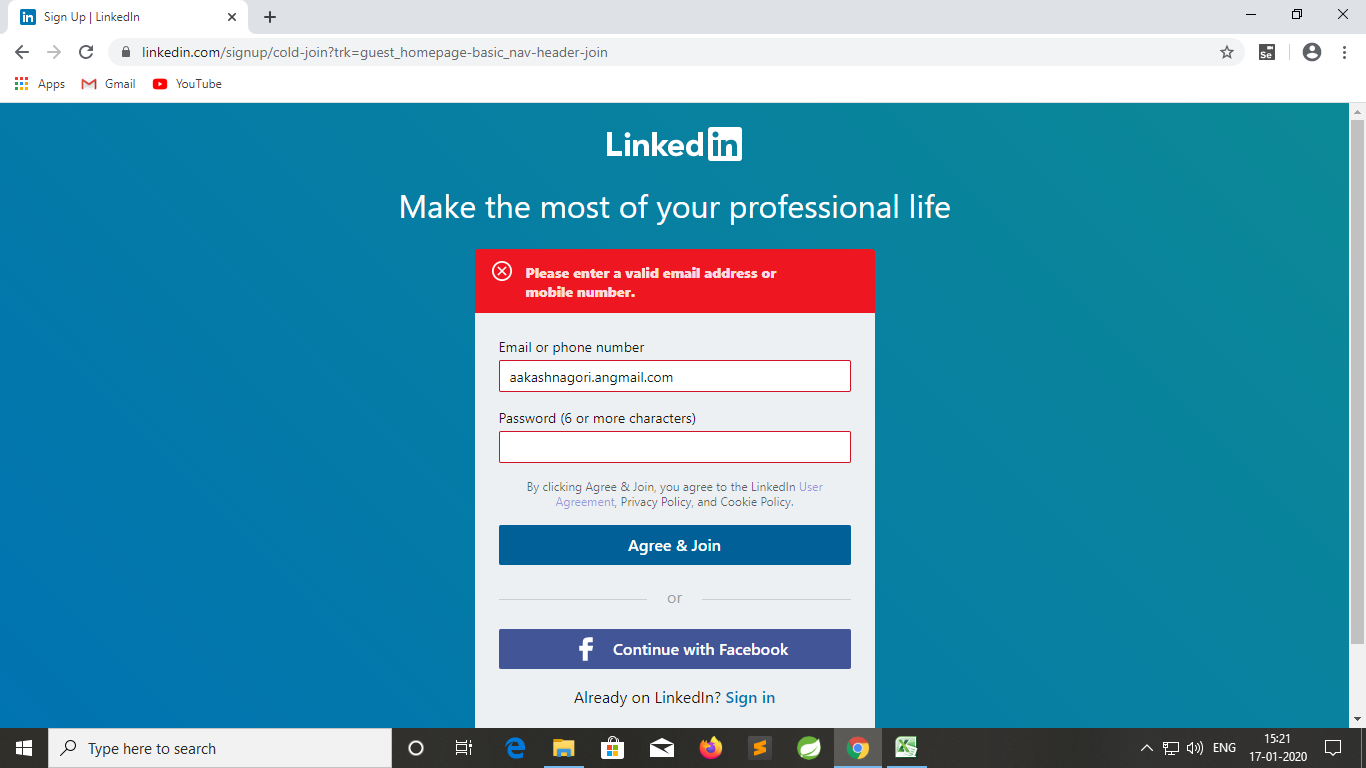 Sign Up | LinkedIn
linkedin.com/signup/cold-join?trk=guest_homepage-basic_nav-header-join
Se
Apps Gmail YouTube
Linked in
Make the most of your professional life
Please enter a valid email address or
mobile number.
Email or phone number
aakashnagori.angmail.com
Password (6 or more characters)
By clicking Agree & Join, you agree to the LinkedIn User
Agreement, Privacy Policy, and Cookie Policy.
Agree & Join
or
Continue with Facebook
Already on LinkedIn? Sign in
Type here to search
ENG
15:21
17-01-2020